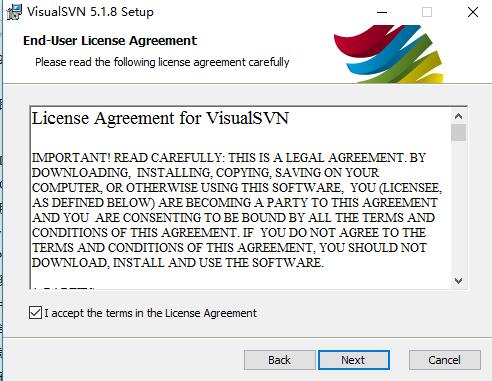 VisualSVN 5.1.8 Setup
End-User License Agreement
Please read the following license agreement carefully
License Agreement for VisualSVN
IMPORTANT! READ CAREFULLY: THIS IS A LEGAL AGREEMENT. BY
DOWNLOADING, INSTALLING, COPYING, SAVING ON YOUR
COMPUTER, OR OTHERWISE USING THIS SOFTWARE, YOU (LICENSEE,
AS DEFINED BELOW) ARE BECOMING A PARTY TO THIS AGREEMENT
AND YOU ARE CONSENTING TO BE BOUND BY ALL THE TERMS AND
CONDITIONS OF THIS AGREEMENT. IF YOU DO NOT AGREE TO THE
TERMS AND CONDITIONS OF THIS AGREEMENT, YOU SHOULD NOT
DOWNLOAD, INSTALL AND USE THE SOFTWARE.
I accept the terms in the License Agreement
Back
Next
Cancel